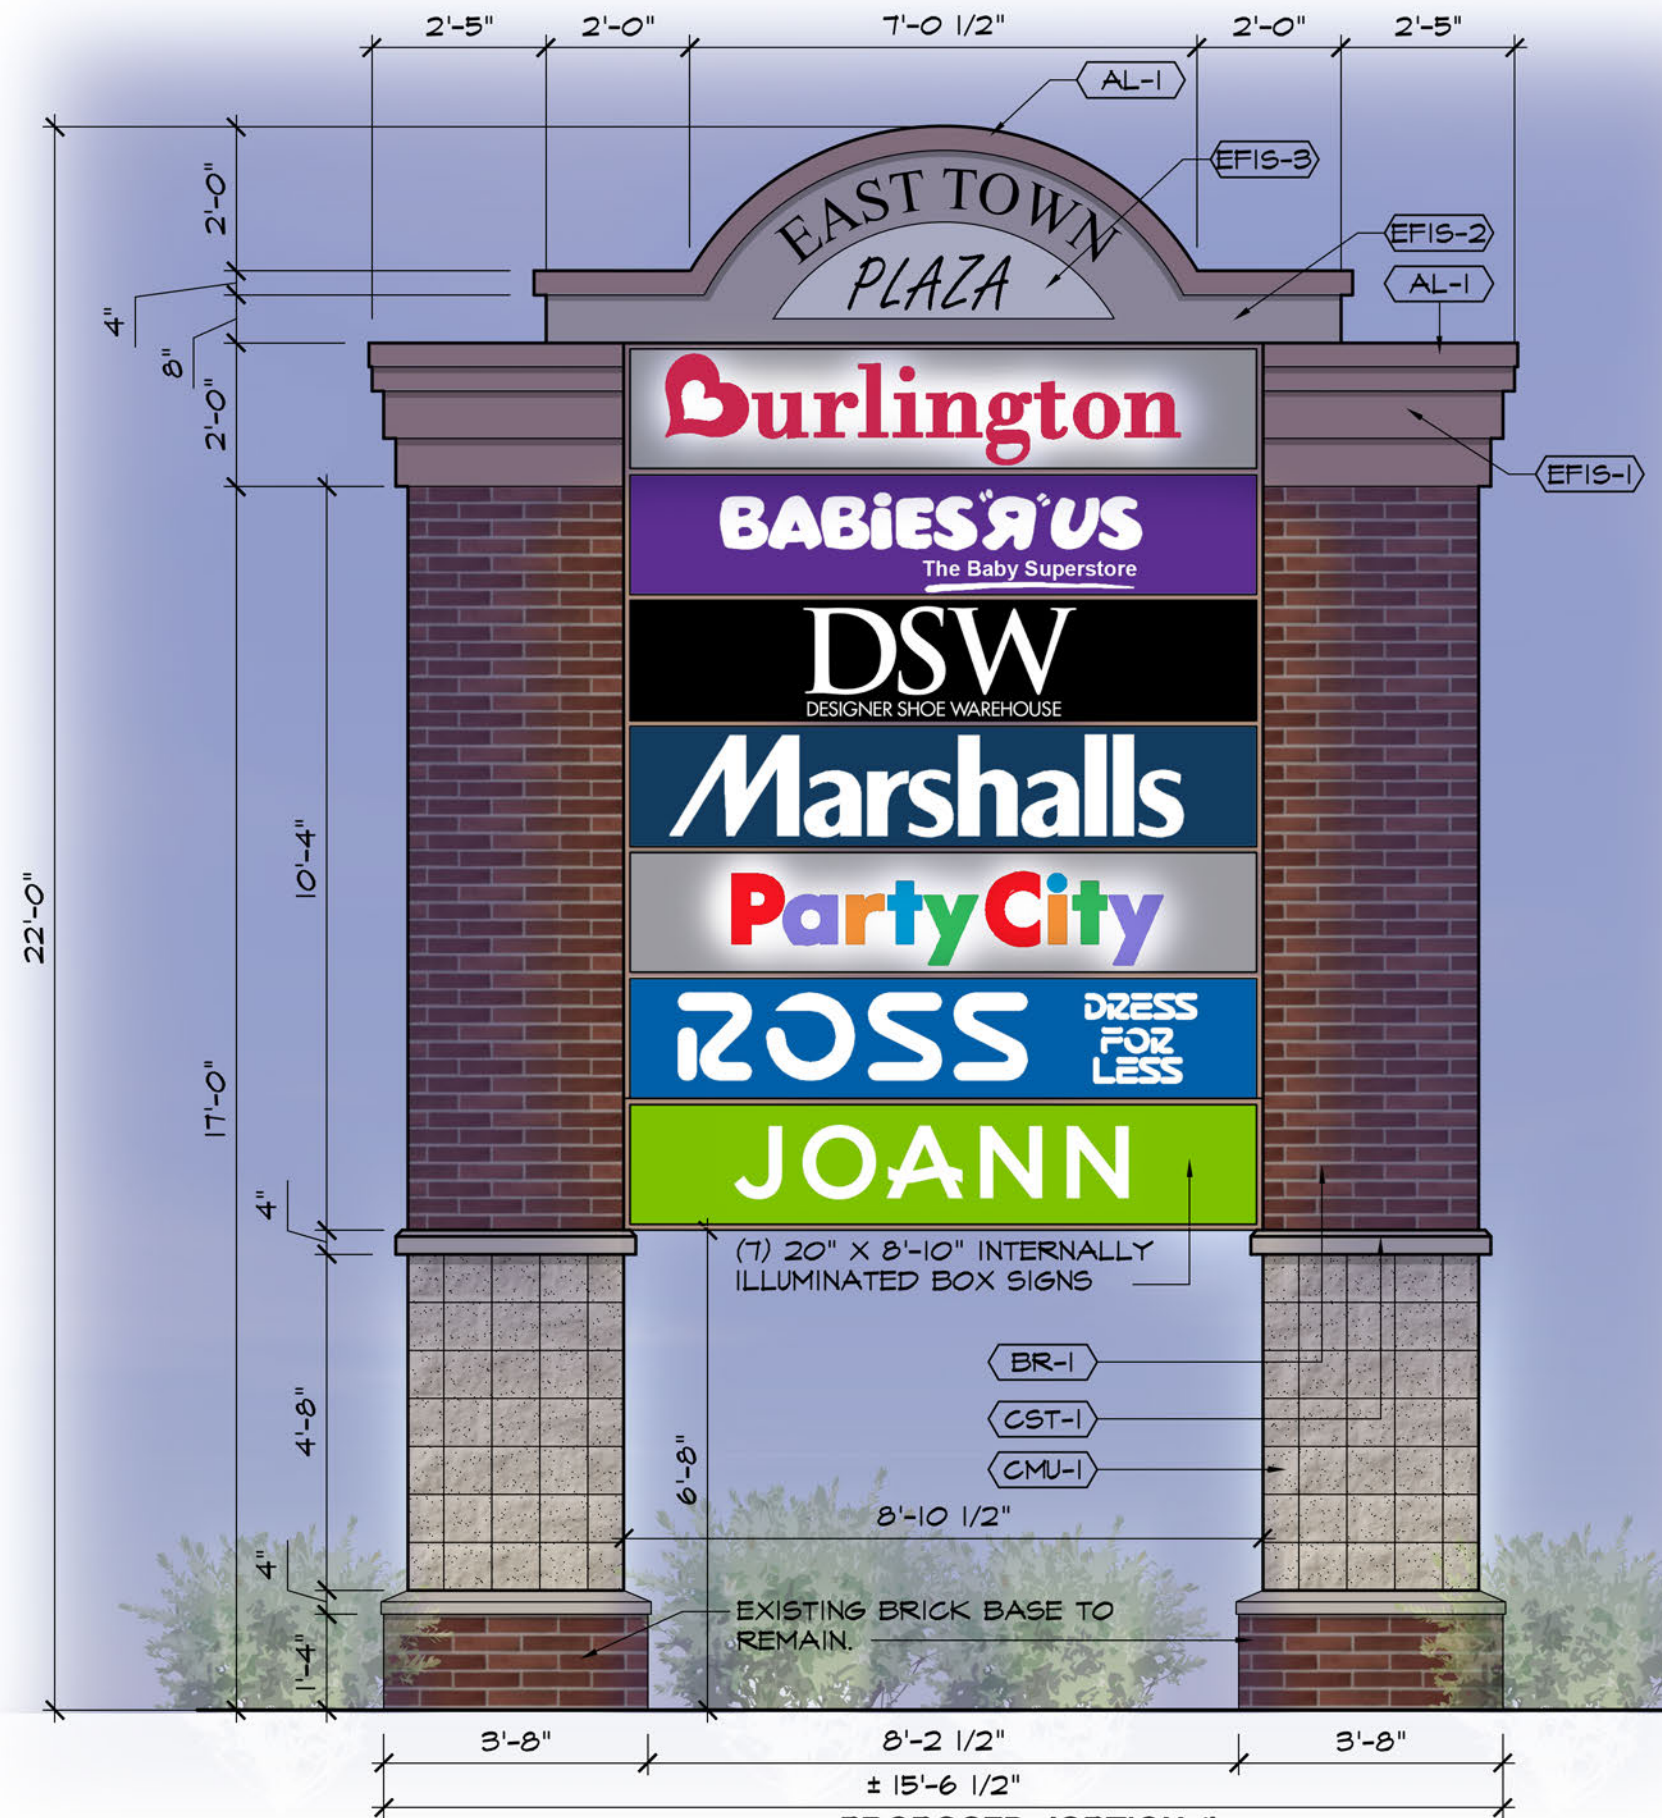 2'-5" 2'-0" 7'-0 1/2" 2'-0" 2'-5"
AL-1
EFIS-3
EFIS-2
AL-1
EFIS-1
2'-0"
4"
8"
2'-0"
22'-0"
17'-0"
10'-4"
4"
4'-8"
4"
1'-4"
EAST TOWN
PLAZA
Burlington
BABiES"R"US
The Baby Superstore
DSW
DESIGNER SHOE WAREHOUSE
Marshalls
Party City
ROSS
DRESS
FOR
LESS
JOANN
(7) 20" X 8'-10" INTERNALLY
ILLUMINATED BOX SIGNS
BR-1
CST-1
CMU-1
6'-8"
8'-10 1/2"
EXISTING BRICK BASE TO
REMAIN.
3'-8" 8'-2 1/2" 3'-8"
± 15'-6 1/2"